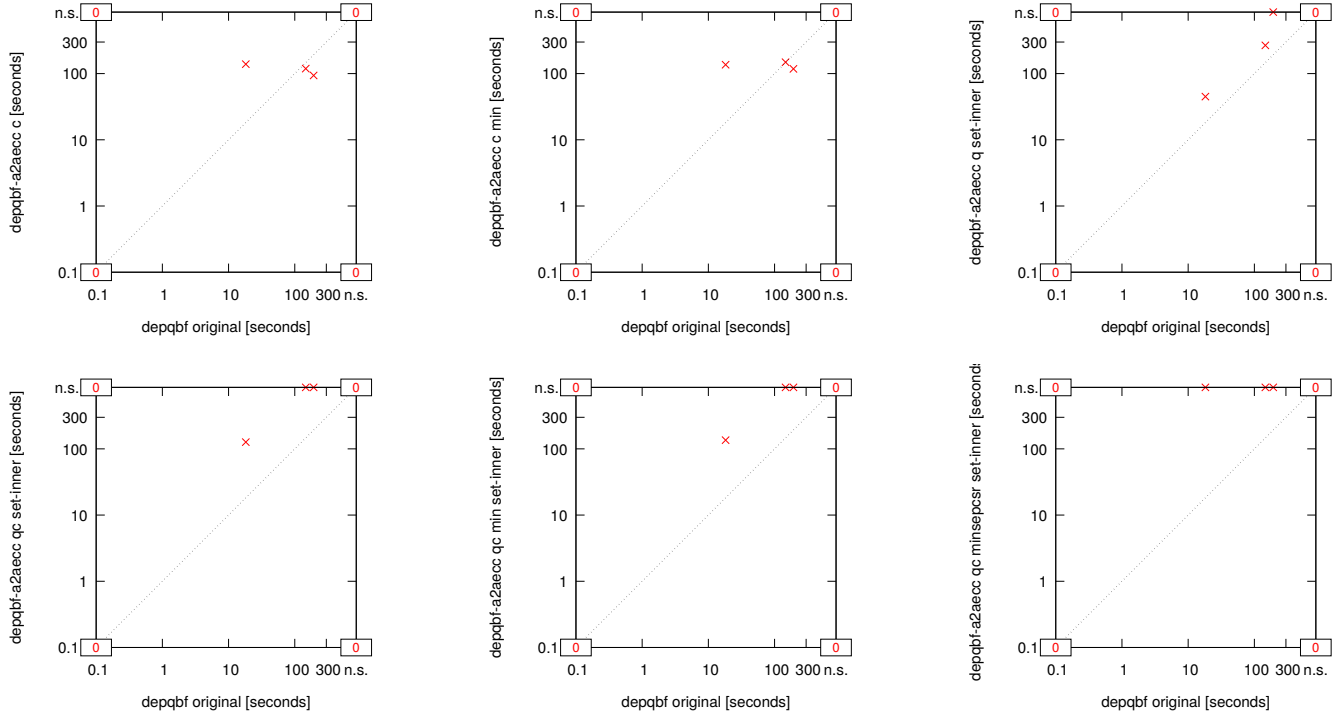 n.s. 0 0
300
100
10
1
0.1 0 0
0.1 1 10 100 300 n.s.
depqbf original [seconds]
depqbf-a2aecc c [seconds]
n.s. 0 0
300
100
10
1
0.1 0 0
0.1 1 10 100 300 n.s.
depqbf original [seconds]
depqbf-a2aecc c min [seconds]
n.s. 0 0
300
100
10
1
0.1 0 0
0.1 1 10 100 300 n.s.
depqbf original [seconds]
depqbf-a2aecc q set-inner [seconds]
n.s. 0 0
300
100
10
1
0.1 0 0
0.1 1 10 100 300 n.s.
depqbf original [seconds]
depqbf-a2aecc qc set-inner [seconds]
n.s. 0 0
300
100
10
1
0.1 0 0
0.1 1 10 100 300 n.s.
depqbf original [seconds]
depqbf-a2aecc qc min set-inner [seconds]
n.s. 0 0
300
100
10
1
0.1 0 0
0.1 1 10 100 300 n.s.
depqbf original [seconds]
depqbf-a2aecc qc minsepcsr set-inner [second